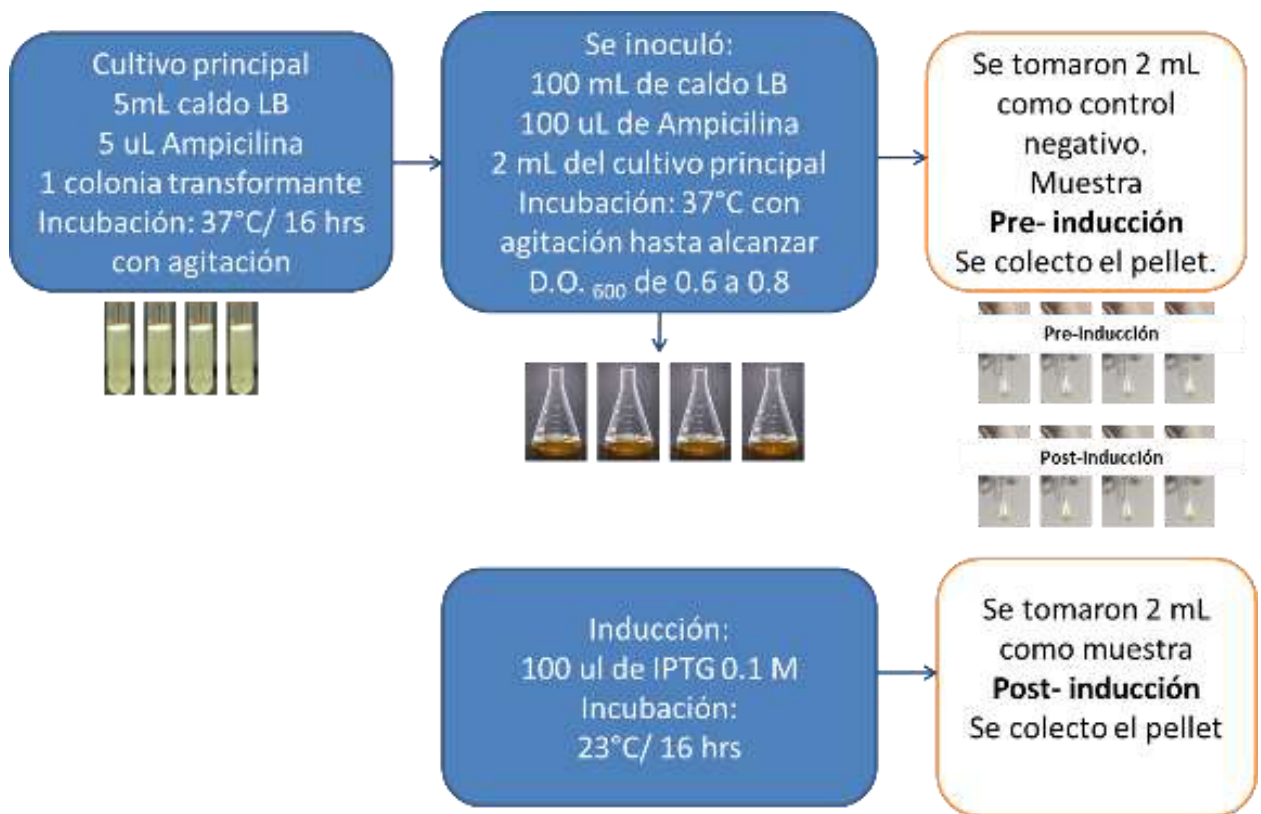 Cultivo principal
5mL caldo LB
5 uL Ampicilina
1 colonia transformante
Incubación: 37°C/ 16 hrs
con agitación
Se inoculó:
100 mL de caldo LB
100 uL de Ampicilina
2 mL del cultivo principal
Incubación: 37°C con
agitación hasta alcanzar
D.O. 600 de 0.6 a 0.8
Se tomaron 2 mL
como control
negativo.
Muestra
Pre- inducción
Se colecto el pellet.
Pre-Inducción
Post-Inducción
Inducción:
100 ul de IPTG 0.1 M
Incubación:
23°C/ 16 hrs
Se tomaron 2 mL
como muestra
Post- inducción
Se colecto el pellet